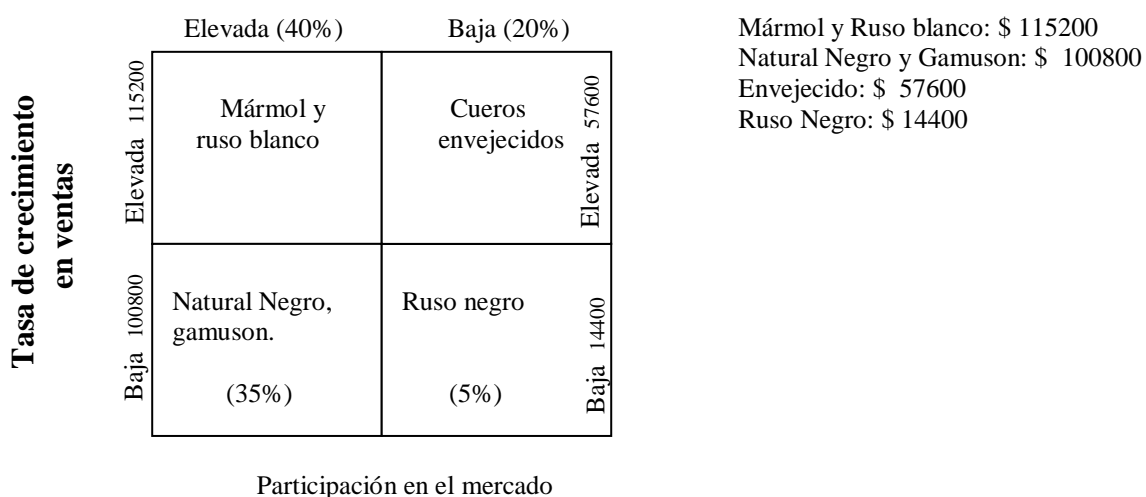 Elevada (40%)
Baja (20%)
Mármol y Ruso blanco: $ 115200
Natural Negro y Gamuson: $  100800
Envejecido: $  57600
Ruso Negro: $ 14400
Tasa de crecimiento
en ventas
Elevada  115200
Mármol y
ruso blanco
Cueros
envejecidos
Elevada  57600
Baja  100800
Natural Negro,
gamuson.
(35%)
Ruso negro
(5%)
Baja  14400
Participación en el mercado